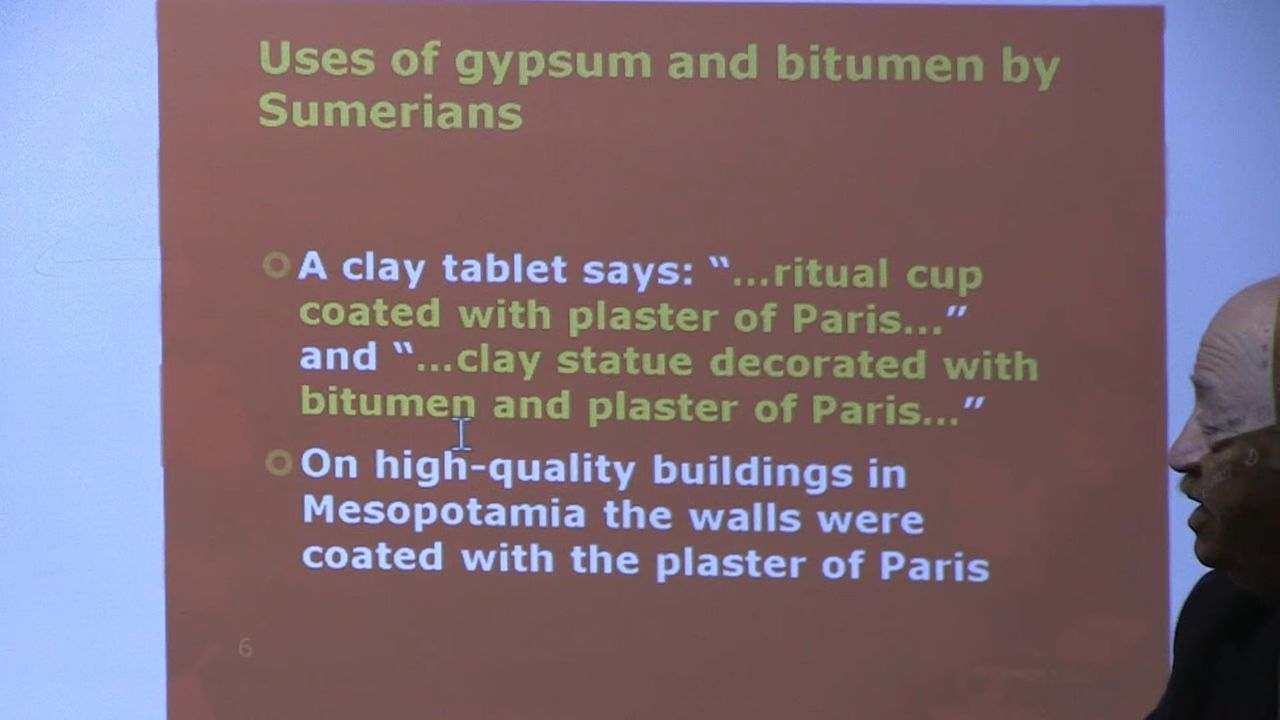 Uses of gypsum and bitumen by
Sumerians
A clay tablet says: “…ritual cup
coated with plaster of Paris…”
and “…clay statue decorated with
bitumen and plaster of Paris…”
On high-quality buildings in
Mesopotamia the walls were
coated with the plaster of Paris
6